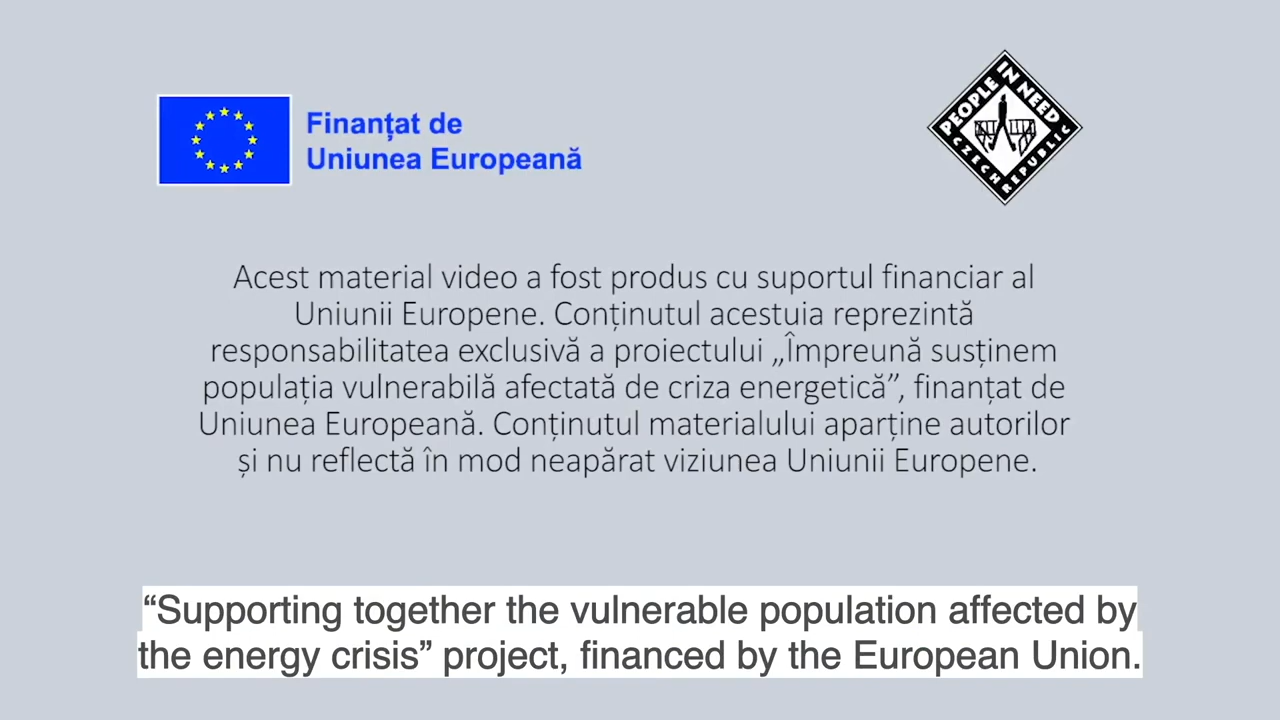 Finanțat de
Uniunea Europeană
PEOPLE IN NEED
CZECH REPUBLIC
Acest material video a fost produs cu suportul financiar al
Uniunii Europene. Conținutul acestuia reprezintă
responsabilitatea exclusivă a proiectului „Împreună susținem
populația vulnerabilă afectată de criza energetică”, finanțat de
Uniunea Europeană. Conținutul materialului aparține autorilor
și nu reflectă în mod neapărat viziunea Uniunii Europene.
“Supporting together the vulnerable population affected by
the energy crisis” project, financed by the European Union.